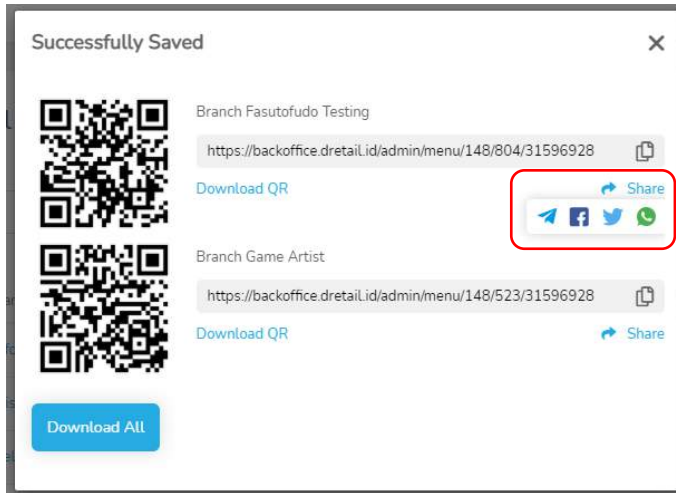 Successfully Saved
Branch Fasutofudo Testing
https://backoffice.dretail.id/admin/menu/148/804/31596928
Download QR
Share
Branch Game Artist
https://backoffice.dretail.id/admin/menu/148/523/31596928
Download QR
Share
Download All